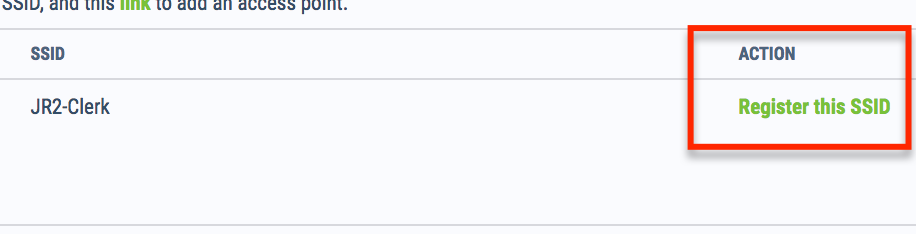 SSID, and this link to add an access point.
SSID ACTION
JR2-Clerk Register this SSID